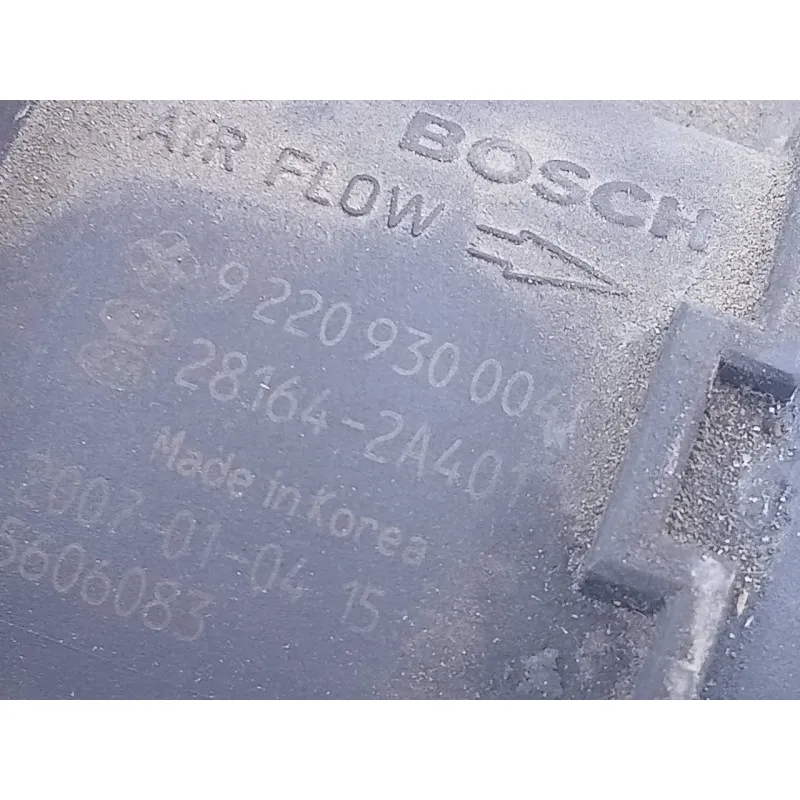 BOSCH
AIR FLOW
9 220 930 004
28164-2A401
Made in Korea
2007-01-04 15
5606083